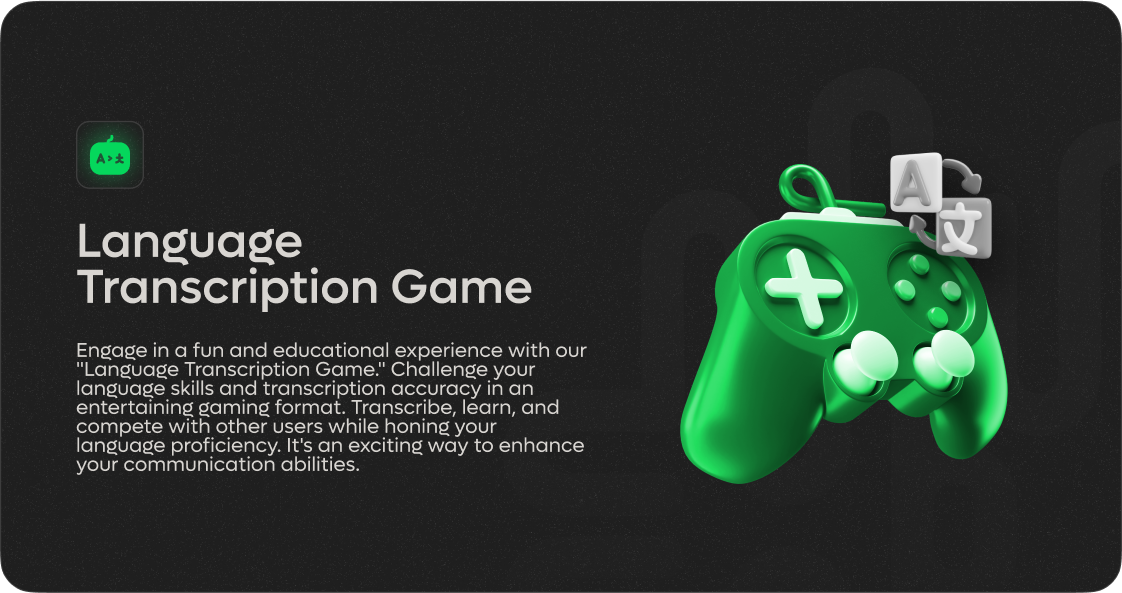 A>文
Language
Transcription Game
Engage in a fun and educational experience with our
"Language Transcription Game." Challenge your
language skills and transcription accuracy in an
entertaining gaming format. Transcribe, learn, and
compete with other users while honing your
language proficiency. It's an exciting way to enhance
your communication abilities.
A
文